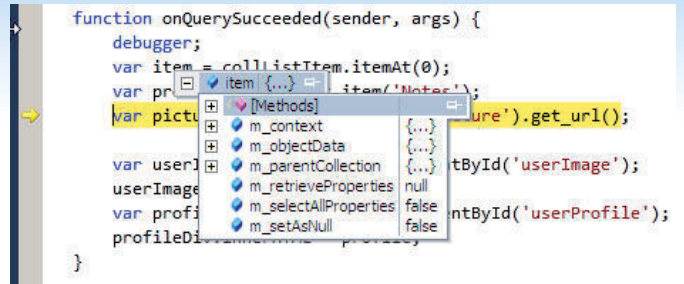 function onQuerySucceeded(sender, args) {
debugger;
var item = collListItem.itemAt(0);
item {...}
var pr item('Notes');
[Methods]
var pictu ure').get_url();
m_context {...}
m_objectData {...}
var userI m_parentCollection {...} tById('userImage');
userImage m_retrieveProperties null
var profi m_selectAllProperties false entById('userProfile');
m_setAsNull false
profileDi
}